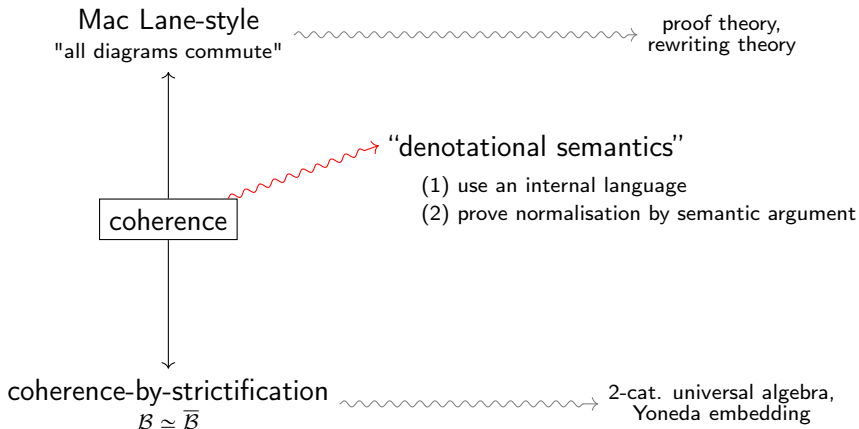 Mac Lane-style
"all diagrams commute"
proof theory,
rewriting theory
“denotational semantics”
(1) use an internal language
(2) prove normalisation by semantic argument
coherence
coherence-by-strictification
ℬ ≃ ℬ̅
2-cat. universal algebra,
Yoneda embedding